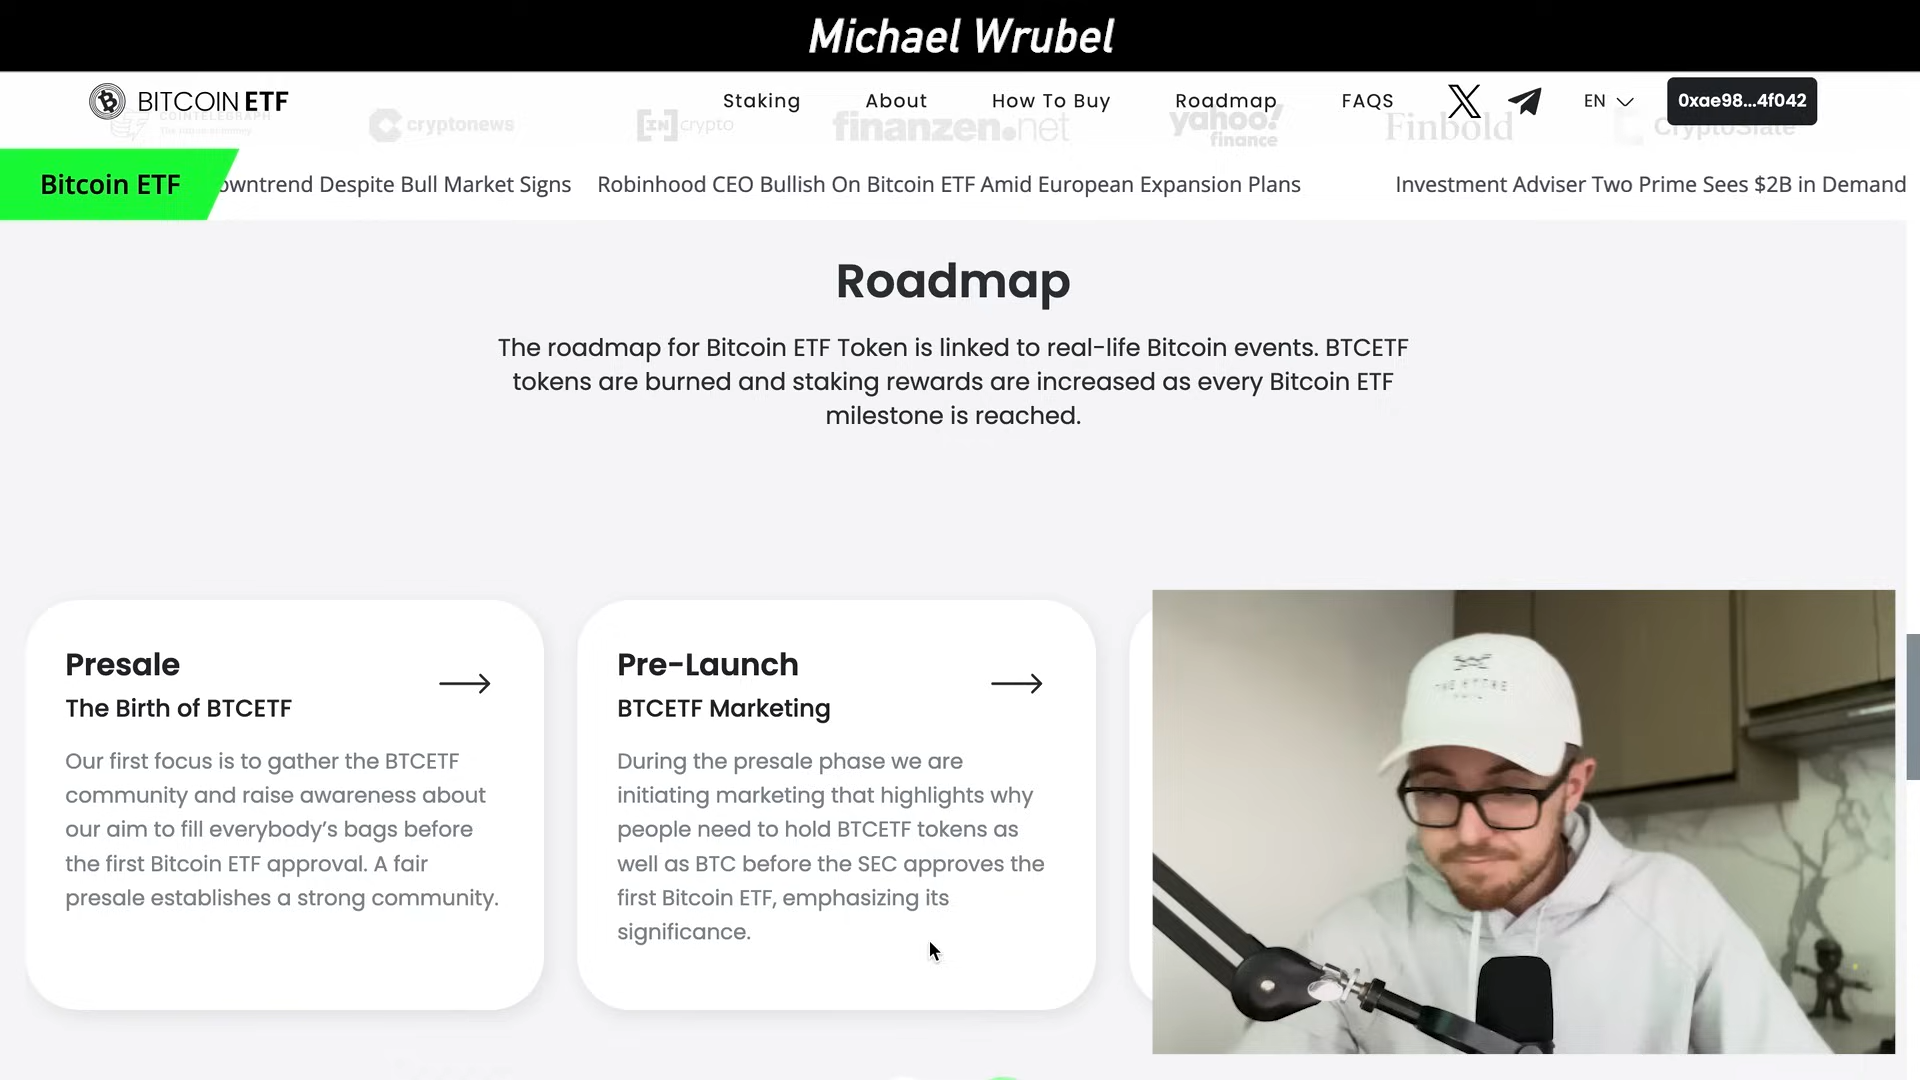 Michael Wrubel
BITCOIN ETF
Staking
About
How To Buy
Roadmap
FAQS
EN
0xae98...4f042
COINTELEGRAPH
cryptonews
[IN]crypto
finanzen.net
yahoo!
finance
Finbold
CryptoSlate
Bitcoin ETF
owntrend Despite Bull Market Signs
Robinhood CEO Bullish On Bitcoin ETF Amid European Expansion Plans
Investment Adviser Two Prime Sees $2B in Demand
Roadmap
The roadmap for Bitcoin ETF Token is linked to real-life Bitcoin events. BTCETF
tokens are burned and staking rewards are increased as every Bitcoin ETF
milestone is reached.
Presale
The Birth of BTCETF
Our first focus is to gather the BTCETF
community and raise awareness about
our aim to fill everybody's bags before
the first Bitcoin ETF approval. A fair
presale establishes a strong community.
Pre-Launch
BTCETF Marketing
During the presale phase we are
initiating marketing that highlights why
people need to hold BTCETF tokens as
well as BTC before the SEC approves the
first Bitcoin ETF, emphasizing its
significance.